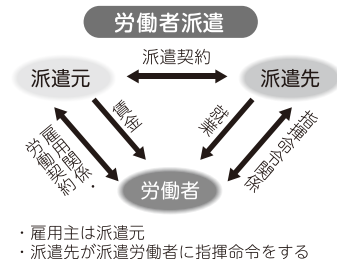 労働者派遣
派遣契約
派遣元
派遣先
賃金
就業
雇用関係・
労働契約
指揮命令関係
労働者
・雇用主は派遣元
・派遣先が派遣労働者に指揮命令をする